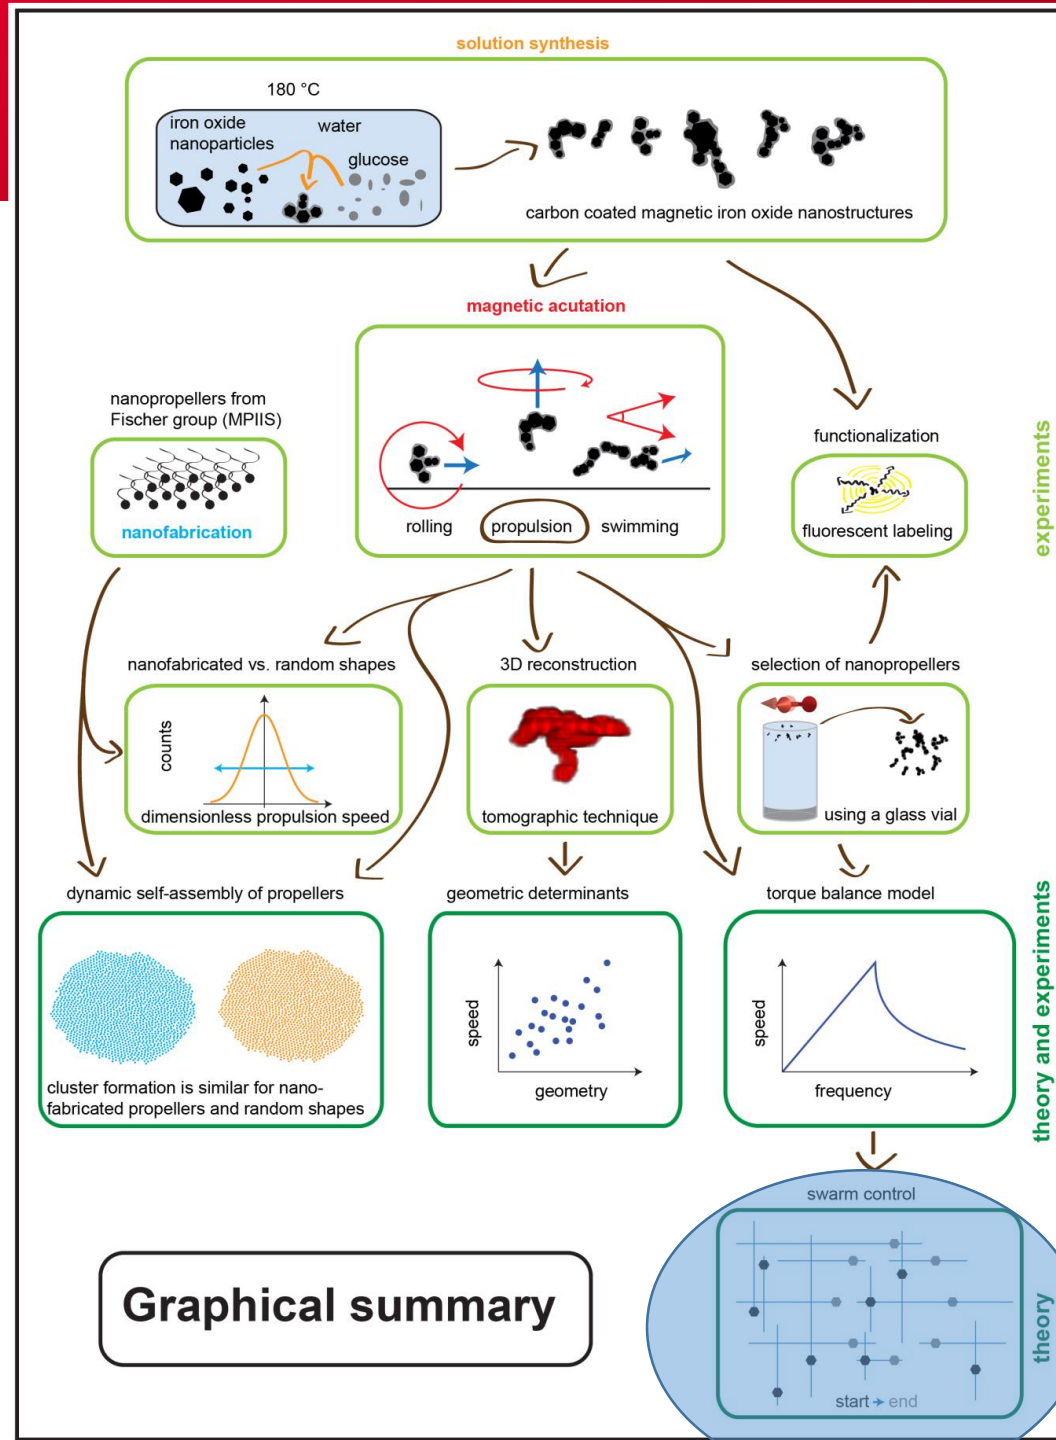 solution synthesis
180 °C
iron oxide
nanoparticles
water
glucose
carbon coated magnetic iron oxide nanostructures
magnetic acutation
nanopropellers from
Fischer group (MPIIS)
nanofabrication
rolling
propulsion
swimming
functionalization
fluorescent labeling
experiments
nanofabricated vs. random shapes
counts
dimensionless propulsion speed
3D reconstruction
tomographic technique
selection of nanopropellers
using a glass vial
dynamic self-assembly of propellers
cluster formation is similar for nano-
fabricated propellers and random shapes
geometric determinants
speed
geometry
torque balance model
speed
frequency
theory and experiments
swarm control
start
end
theory
Graphical summary